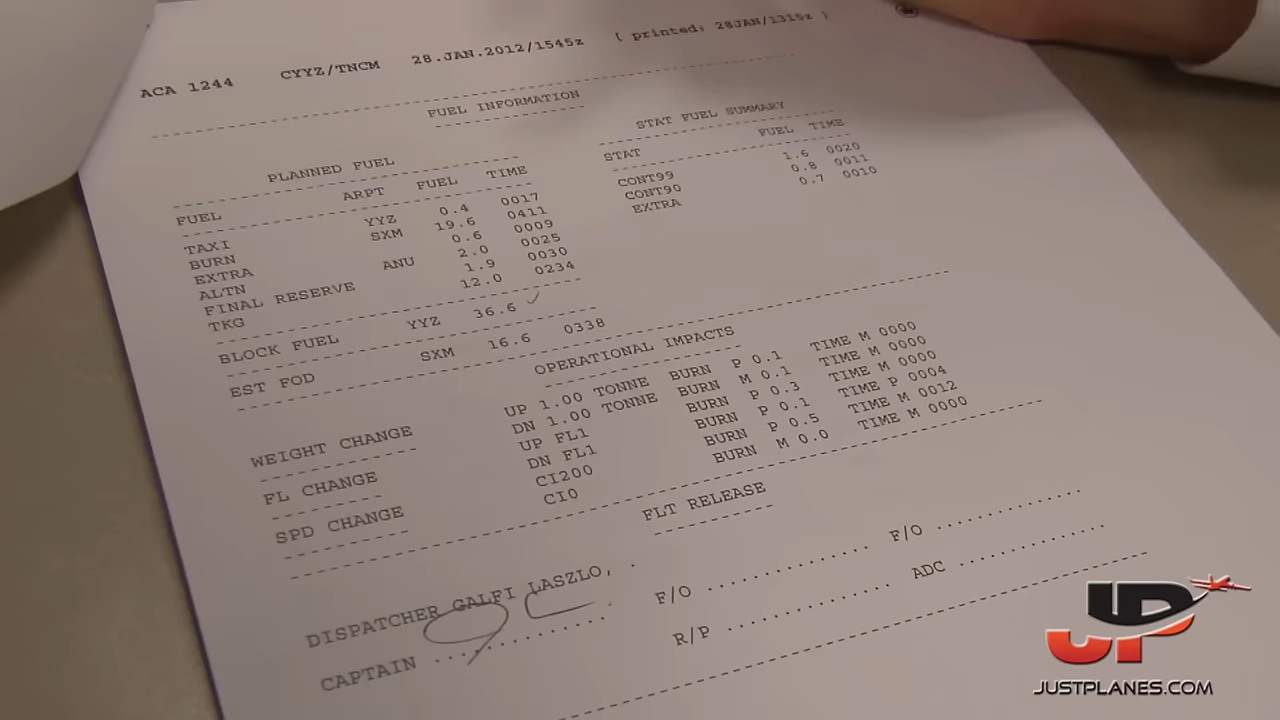 ACA 1244 CYYZ/TNCM 28.JAN.2012/1545z ( printed: 28JAN/1315z )
FUEL INFORMATION
PLANNED FUEL STAT FUEL SUMMARY
FUEL ARPT FUEL TIME STAT FUEL TIME
TAXI YYZ 0.4 0017 CONT99 1.6 0020
BURN SXM 19.6 0411 CONT90 0.8 0011
EXTRA 0.6 0009 EXTRA 0.7 0010
ALTN ANU 2.0 0025
FINAL RESERVE 1.9 0030
TKG 12.0 0234
BLOCK FUEL YYZ 36.6
EST FOD SXM 16.6 0338
OPERATIONAL IMPACTS
WEIGHT CHANGE UP 1.00 TONNE BURN P 0.1 TIME M 0000
DN 1.00 TONNE BURN M 0.1 TIME M 0000
FL CHANGE UP FL1 BURN P 0.3 TIME M 0000
DN FL1 BURN P 0.1 TIME P 0004
SPD CHANGE CI200 BURN P 0.5 TIME M 0012
CI0 BURN M 0.0 TIME M 0000
FLT RELEASE
DISPATCHER GALFI LASZLO, .
CAPTAIN .............. F/O .............. F/O ..............
R/P .............. ADC ..............
UP
JUSTPLANES.COM